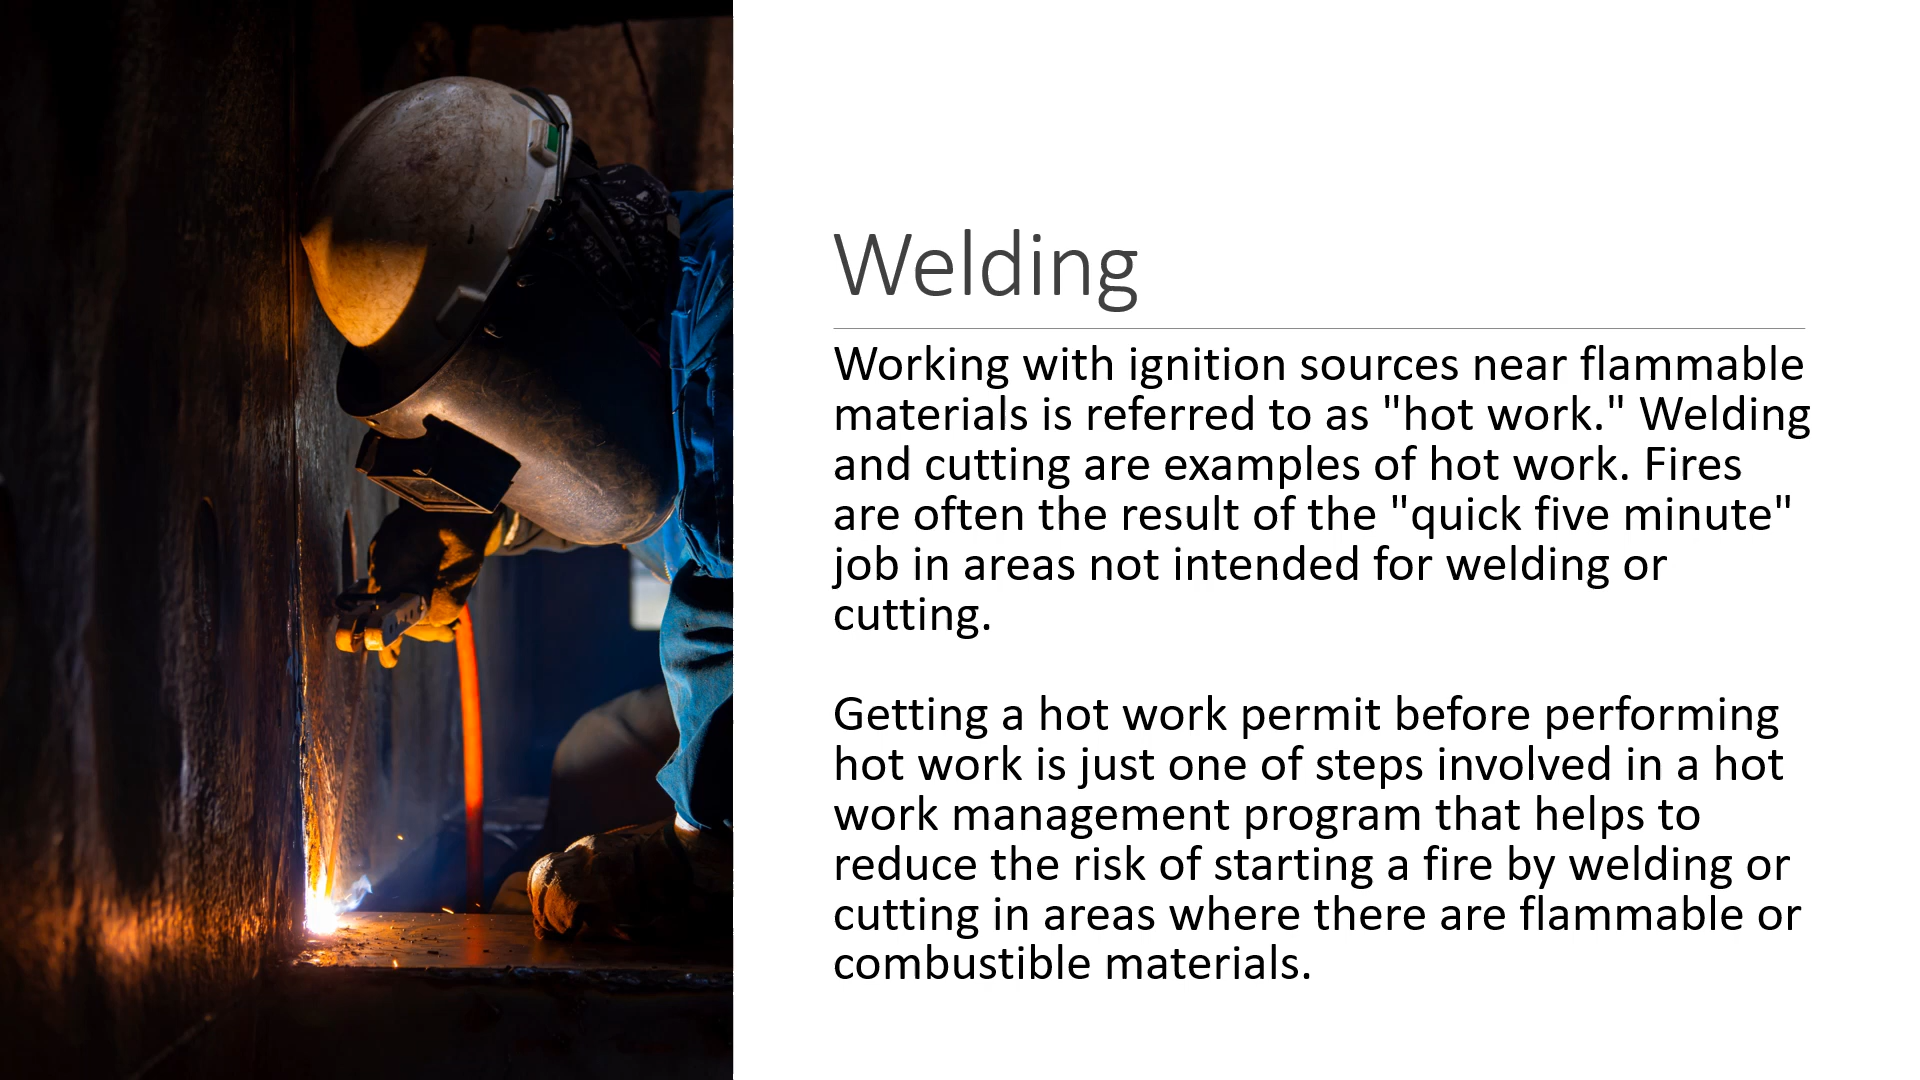 Welding
Working with ignition sources near flammable
materials is referred to as "hot work." Welding
and cutting are examples of hot work. Fires
are often the result of the "quick five minute"
job in areas not intended for welding or
cutting.
Getting a hot work permit before performing
hot work is just one of steps involved in a hot
work management program that helps to
reduce the risk of starting a fire by welding or
cutting in areas where there are flammable or
combustible materials.